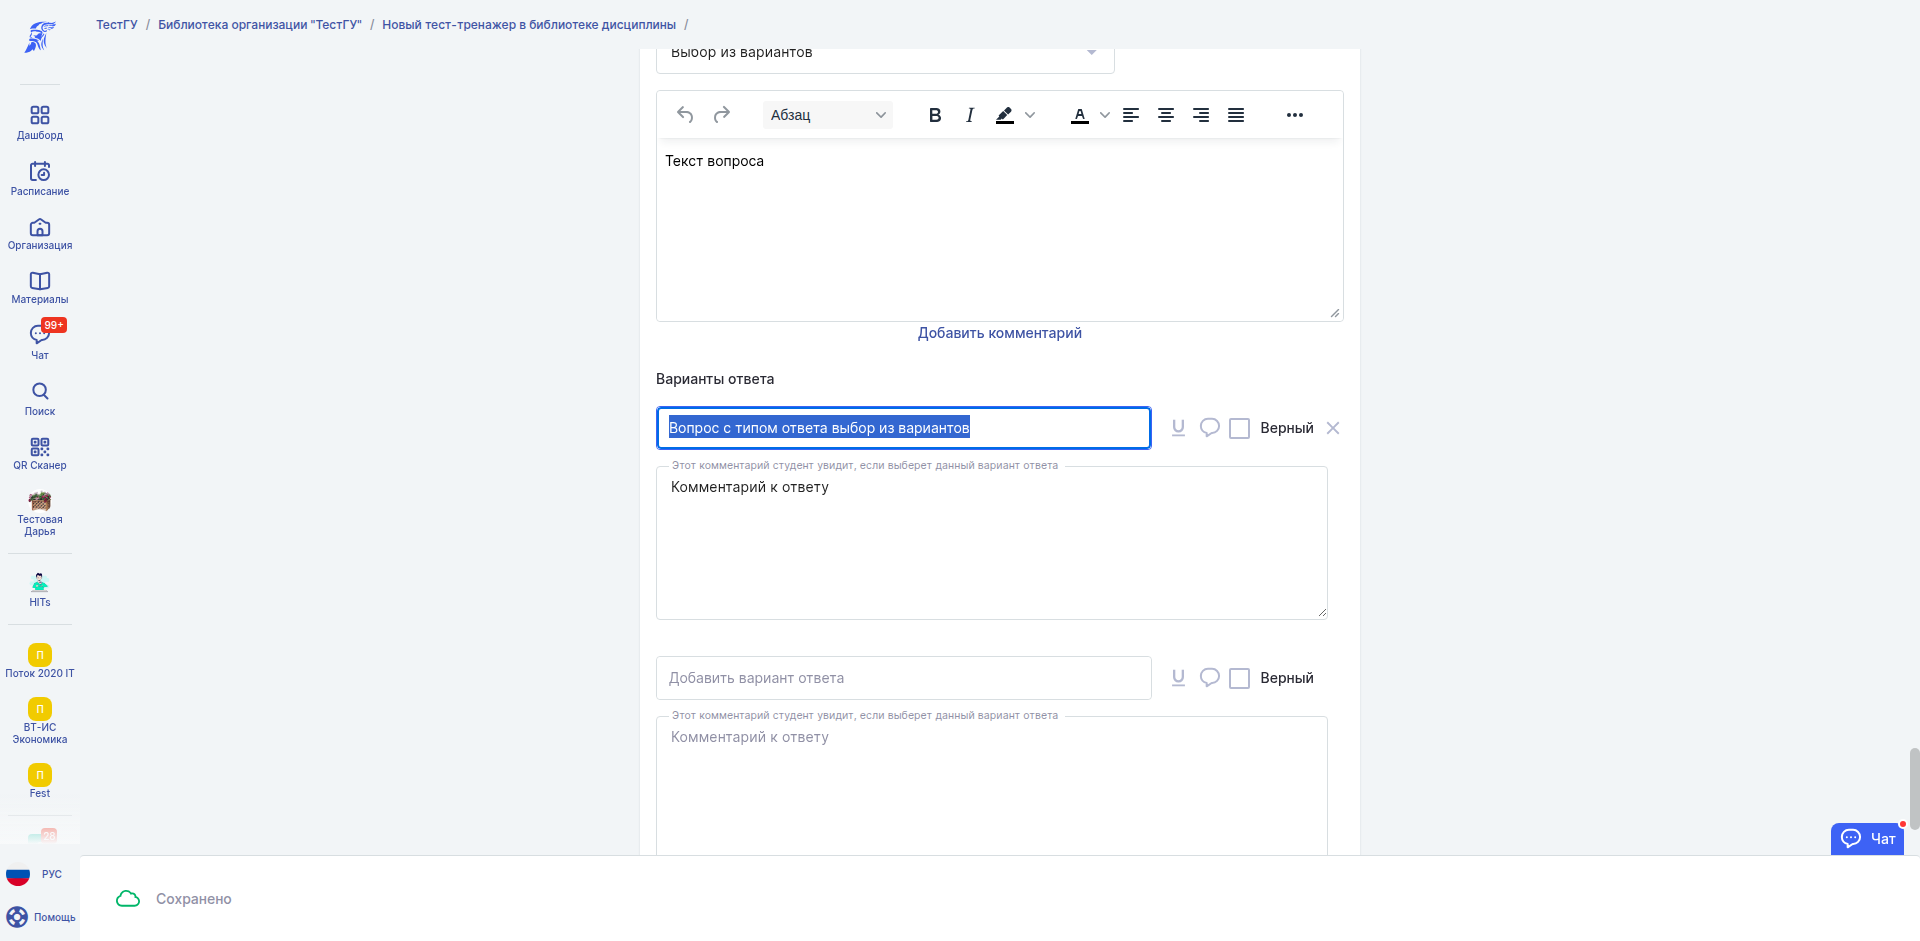 ТестГУ / Библиотека организации "ТестГУ" / Новый тест-тренажер в библиотеке дисциплины /
Дашборд
Расписание
Организация
Материалы
99+
Чат
Поиск
QR Сканер
Тестовая
Дарья
HITs
П
Поток 2020 IT
П
ВТ-ИС
Экономика
П
Fest
28
РУС
Помощь
Выбор из вариантов
Абзац
B I A
Текст вопроса
Добавить комментарий
Варианты ответа
Вопрос с типом ответа выбор из вариантов
U Верный
Этот комментарий студент увидит, если выберет данный вариант ответа
Комментарий к ответу
Добавить вариант ответа
U Верный
Этот комментарий студент увидит, если выберет данный вариант ответа
Комментарий к ответу
Чат
Сохранено